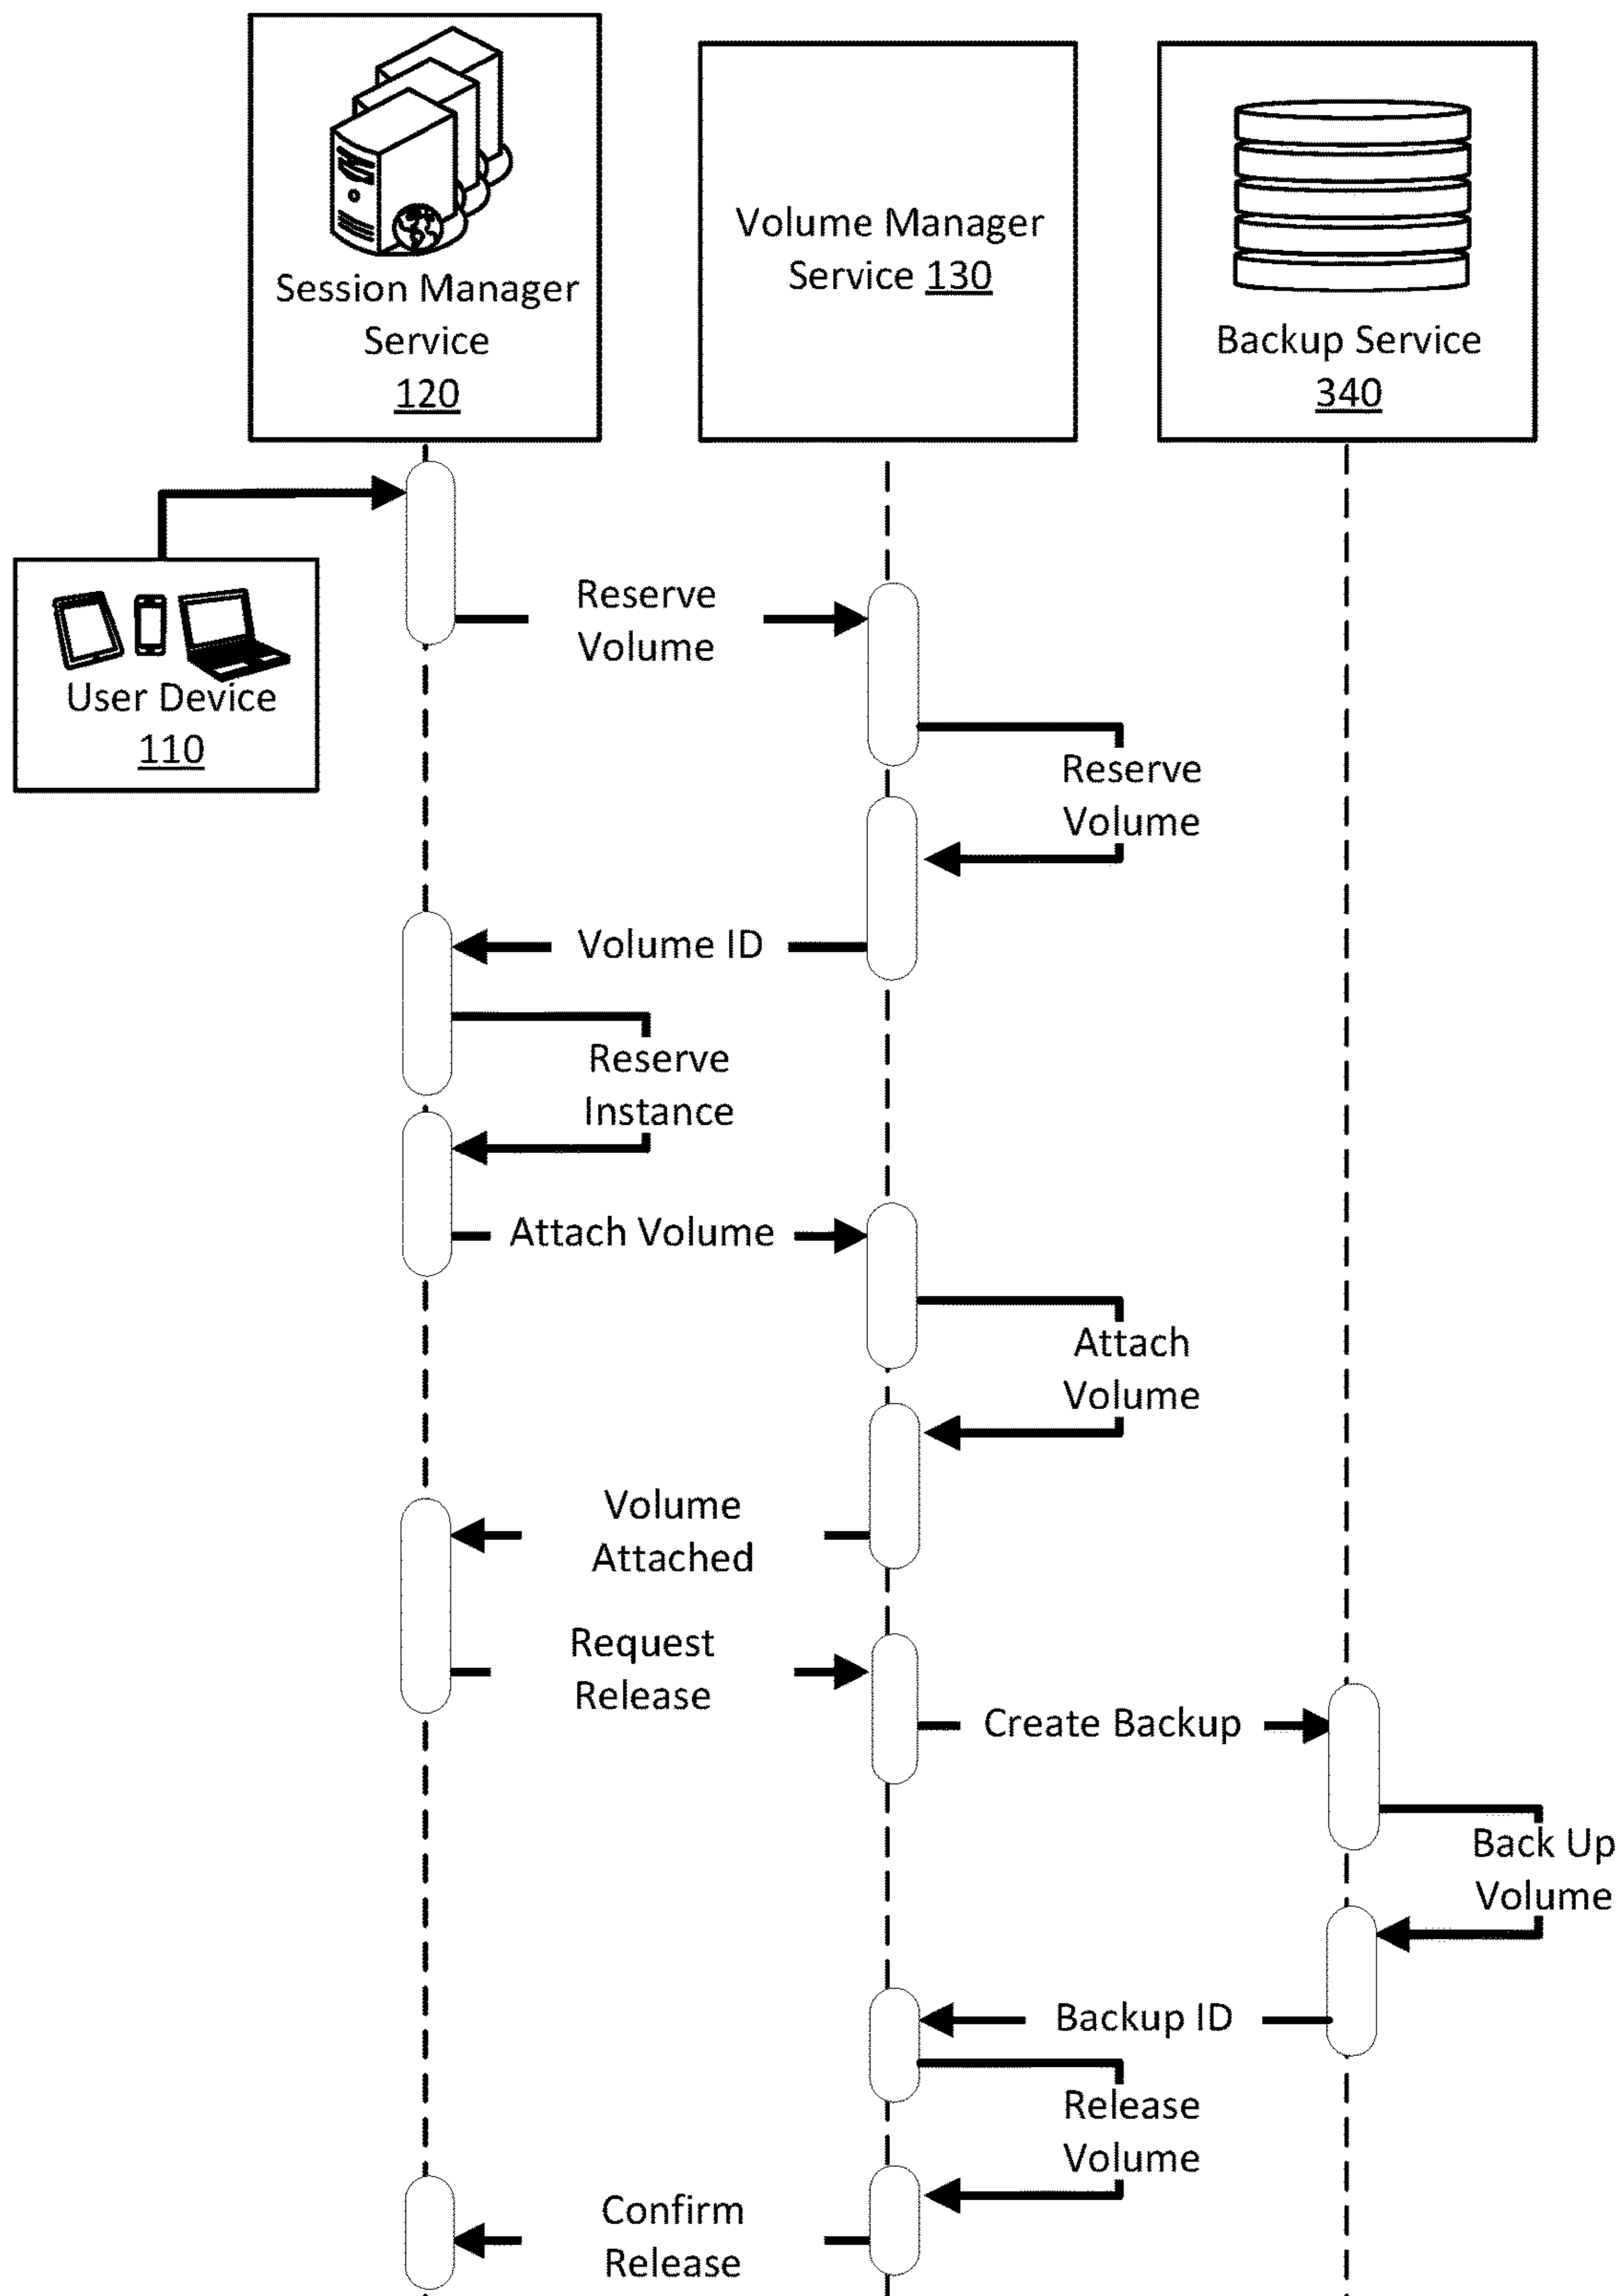 Session Manager
Service
120
Volume Manager
Service 130
Backup Service
340
User Device
110
Reserve
Volume
Reserve
Volume
Volume ID
Reserve
Instance
Attach Volume
Attach
Volume
Volume
Attached
Request
Release
Create Backup
Back Up
Volume
Backup ID
Release
Volume
Confirm
Release